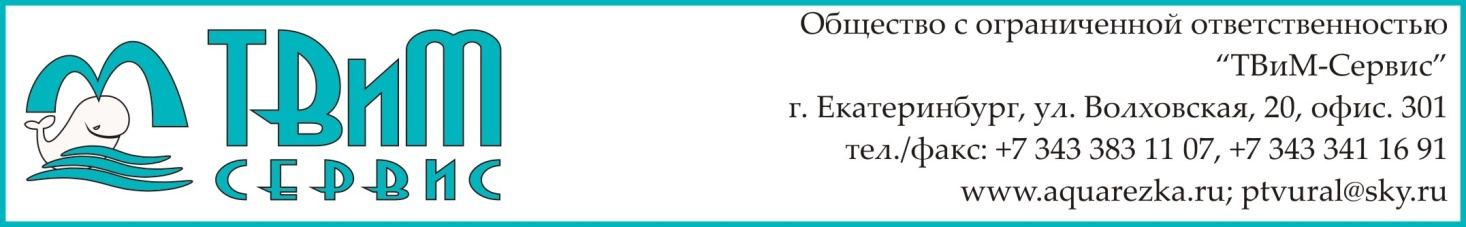 ТВиМ
СЕРВИС
Общество с ограниченной ответственностью
“ТВиМ-Сервис”
г. Екатеринбург, ул. Волховская, 20, офис. 301
тел./факс: +7 343 383 11 07, +7 343 341 16 91
www.aquarezka.ru; ptvural@sky.ru